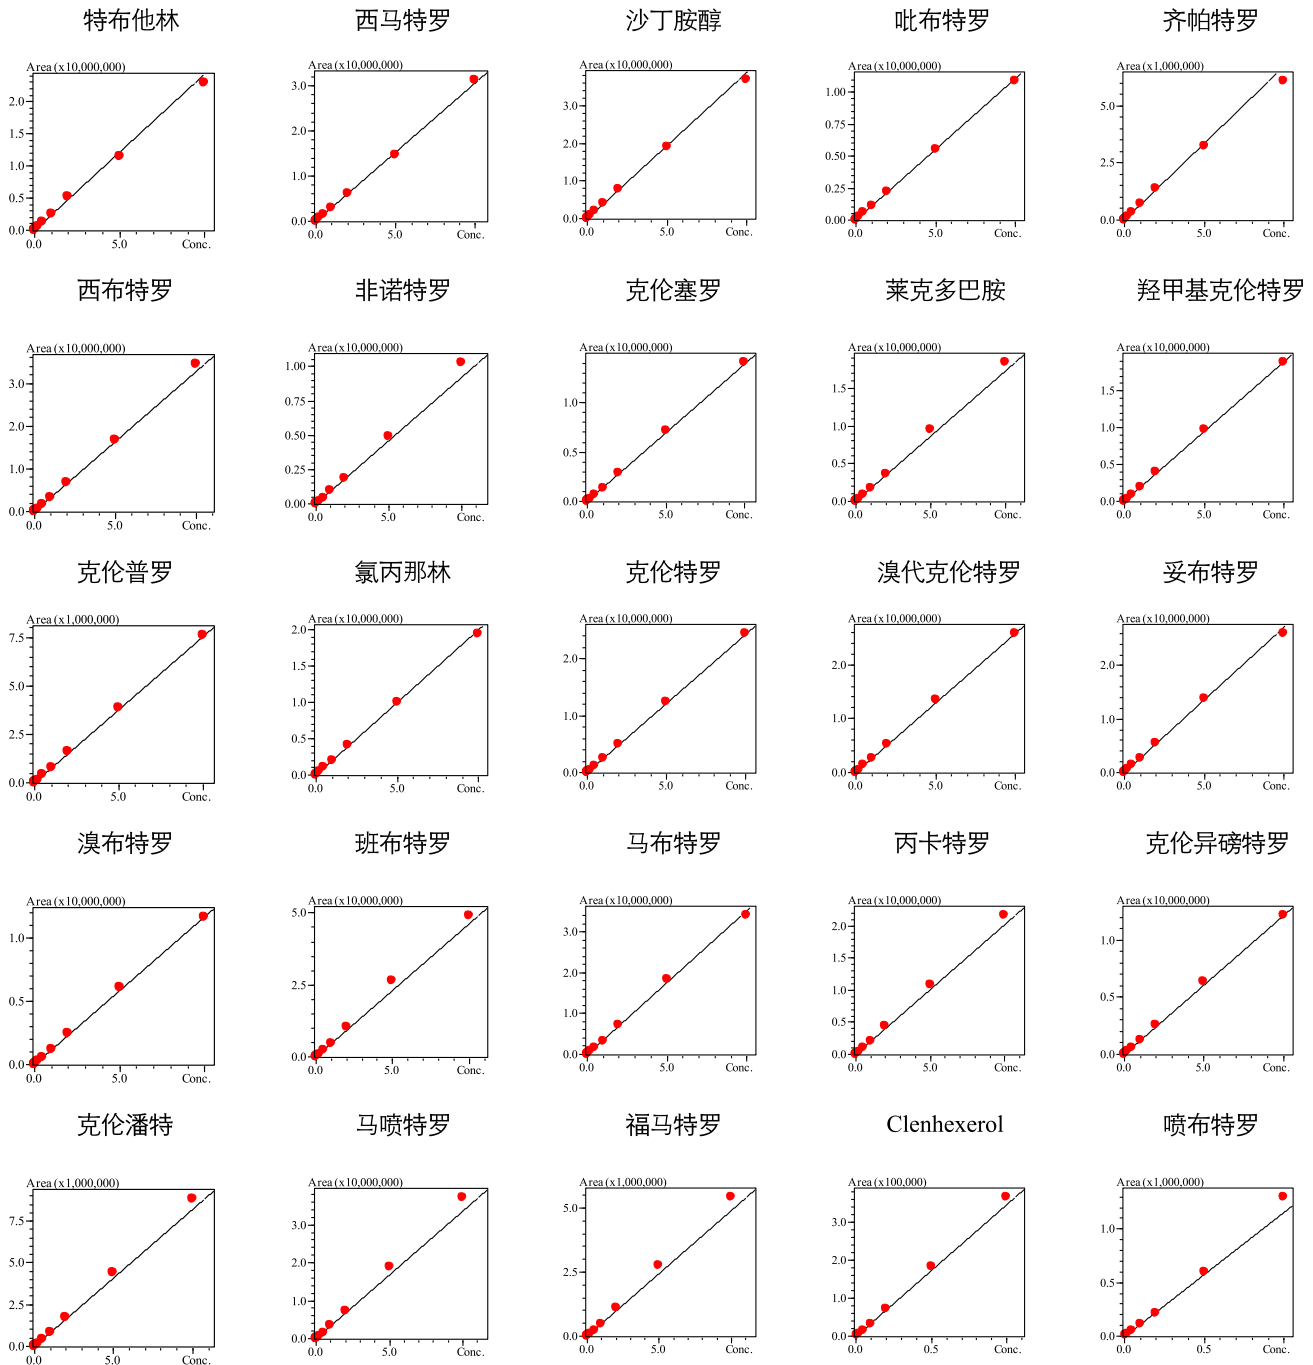 特布他林 西马特罗 沙丁胺醇 吡布特罗 齐帕特罗
Area (x10,000,000) Area (x10,000,000) Area (x10,000,000) Area (x10,000,000) Area (x1,000,000)
2.0 3.0 3.0 1.00 5.0
1.5 2.0 2.0 0.75 2.5
1.0 1.0 1.0 0.50 0.0
0.5 0.0 0.0 0.25
0.0 0.00
0.0 5.0 Conc. 0.0 5.0 Conc. 0.0 5.0 Conc. 0.0 5.0 Conc. 0.0 5.0 Conc.
西布特罗 非诺特罗 克伦塞罗 莱克多巴胺 羟甲基克伦特罗
Area (x10,000,000) Area (x10,000,000) Area (x10,000,000) Area (x10,000,000) Area (x10,000,000)
3.0 1.00 1.0 1.5 1.5
2.0 0.75 0.5 1.0 1.0
1.0 0.50 0.0 0.5 0.5
0.0 0.25 0.0 0.0
0.00
0.0 5.0 Conc. 0.0 5.0 Conc. 0.0 5.0 Conc. 0.0 5.0 Conc. 0.0 5.0 Conc.
克伦普罗 氯丙那林 克伦特罗 溴代克伦特罗 妥布特罗
Area (x1,000,000) Area (x10,000,000) Area (x10,000,000) Area (x10,000,000) Area (x10,000,000)
7.5 2.0 2.0 2.0 2.0
5.0 1.5 1.0 1.0 1.0
2.5 1.0 0.0 0.0 0.0
0.0 0.5
0.0
0.0 5.0 Conc. 0.0 5.0 Conc. 0.0 5.0 Conc. 0.0 5.0 Conc. 0.0 5.0 Conc.
溴布特罗 班布特罗 马布特罗 丙卡特罗 克伦异磅特罗
Area (x10,000,000) Area (x10,000,000) Area (x10,000,000) Area (x10,000,000) Area (x10,000,000)
1.0 5.0 3.0 2.0 1.0
0.5 2.5 2.0 1.5 0.5
0.0 0.0 1.0 1.0 0.0
0.0 0.5
0.0
0.0 5.0 Conc. 0.0 5.0 Conc. 0.0 5.0 Conc. 0.0 5.0 Conc. 0.0 5.0 Conc.
克伦潘特 马喷特罗 福马特罗 Clenhexerol 喷布特罗
Area (x1,000,000) Area (x10,000,000) Area (x1,000,000) Area (x100,000) Area (x1,000,000)
7.5 3.0 5.0 3.0 1.0
5.0 2.0 2.5 2.0 0.5
2.5 1.0 0.0 1.0 0.0
0.0 0.0 0.0
0.0 5.0 Conc. 0.0 5.0 Conc. 0.0 5.0 Conc. 0.0 0.5 Conc. 0.0 0.5 Conc.